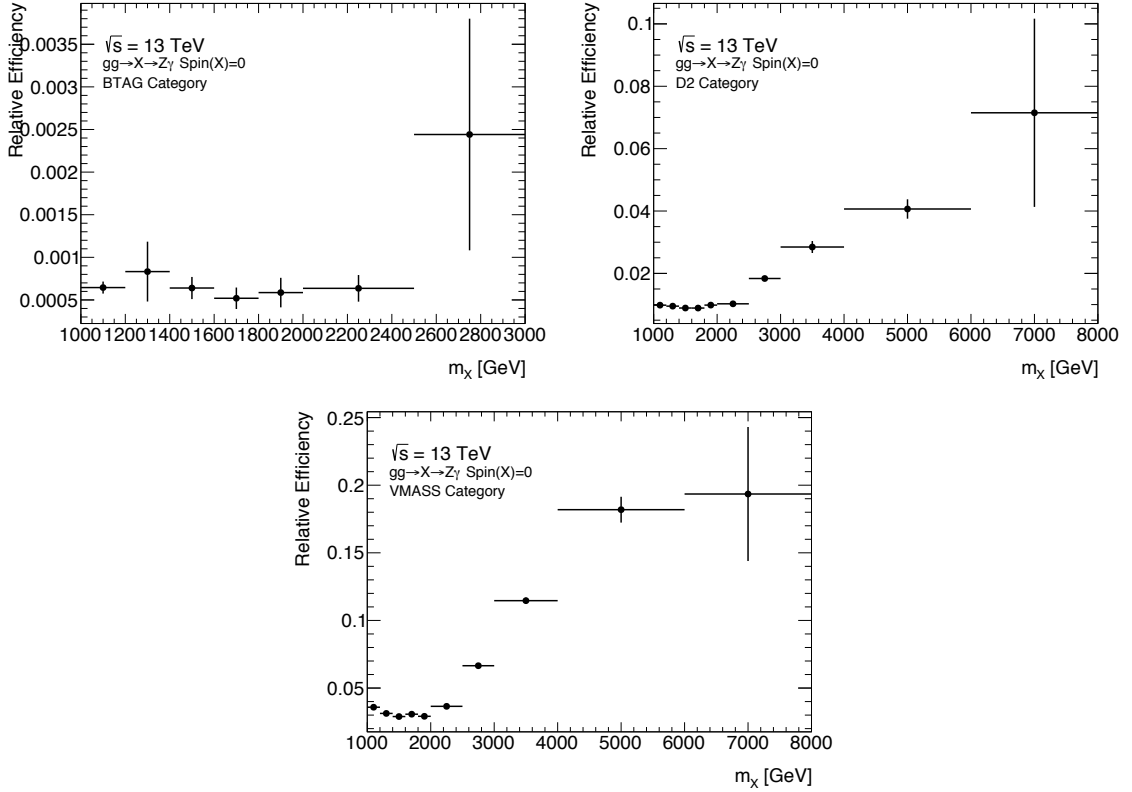 Relative Efficiency
0.0035
0.003
0.0025
0.002
0.0015
0.001
0.0005
√s = 13 TeV
gg→X→Zγ Spin(X)=0
BTAG Category
1000 1200 1400 1600 1800 2000 2200 2400 2600 2800 3000
m_X [GeV]
Relative Efficiency
0.1
0.08
0.06
0.04
0.02
√s = 13 TeV
gg→X→Zγ Spin(X)=0
D2 Category
1000 2000 3000 4000 5000 6000 7000 8000
m_X [GeV]
Relative Efficiency
0.25
0.2
0.15
0.1
0.05
√s = 13 TeV
gg→X→Zγ Spin(X)=0
VMASS Category
1000 2000 3000 4000 5000 6000 7000 8000
m_X [GeV]